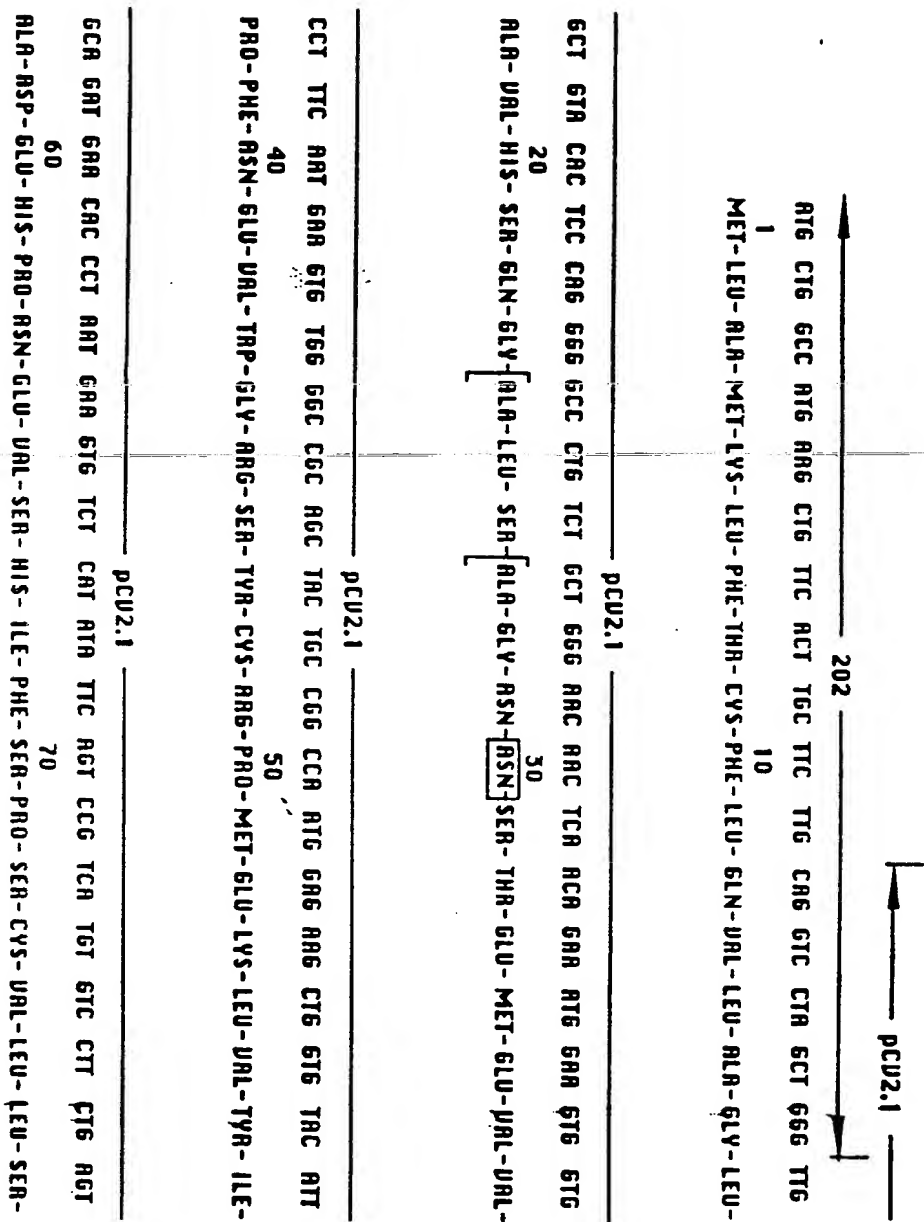 pCV2.1
202
ATG CTG GCC ATG AAG CTG TTC ACT TGC TTC TTG CAG GTC CTA GCT GGG TTG
1 10
MET-LEU-ALA-MET-LYS-LEU-PHE-THR-CYS-PHE-LEU-GLN-VAL-LEU-ALA-GLY-LEU-
pCV2.1
GCT GTA CAC TCC CAG GGG GCC CTG TCT GCT GGG AAC AAC TCA ACA GAA ATG GAA GTG GTG
20 30
ALA-VAL-HIS-SER-GLN-GLY-[ALA-LEU-SER-[ALA-GLY-ASN-ASN-SER-THR-GLU-MET-GLU-VAL-VAL-
pCV2.1
CCT TTC AAT GAA GTG TGG GGC CGC AGC TAC TGC CGG CCA ATG GAG AAG CTG GTG TAC ATT
40 50
PRO-PHE-ASN-GLU-VAL-TRP-GLY-ARG-SER-TYR-CYS-ARG-PRO-MET-GLU-LYS-LEU-VAL-TYR-ILE-
pCV2.1
GCA GAT GAA CAC CCT AAT GAA GTG TCT CAT ATA TTC AGT CCG TCA TGT GTC CTT CTG AGT
60 70
ALA-ASP-GLU-HIS-PRO-ASN-GLU-VAL-SER-HIS-ILE-PHE-SER-PRO-SER-CYS-VAL-LEU-LEU-SER-